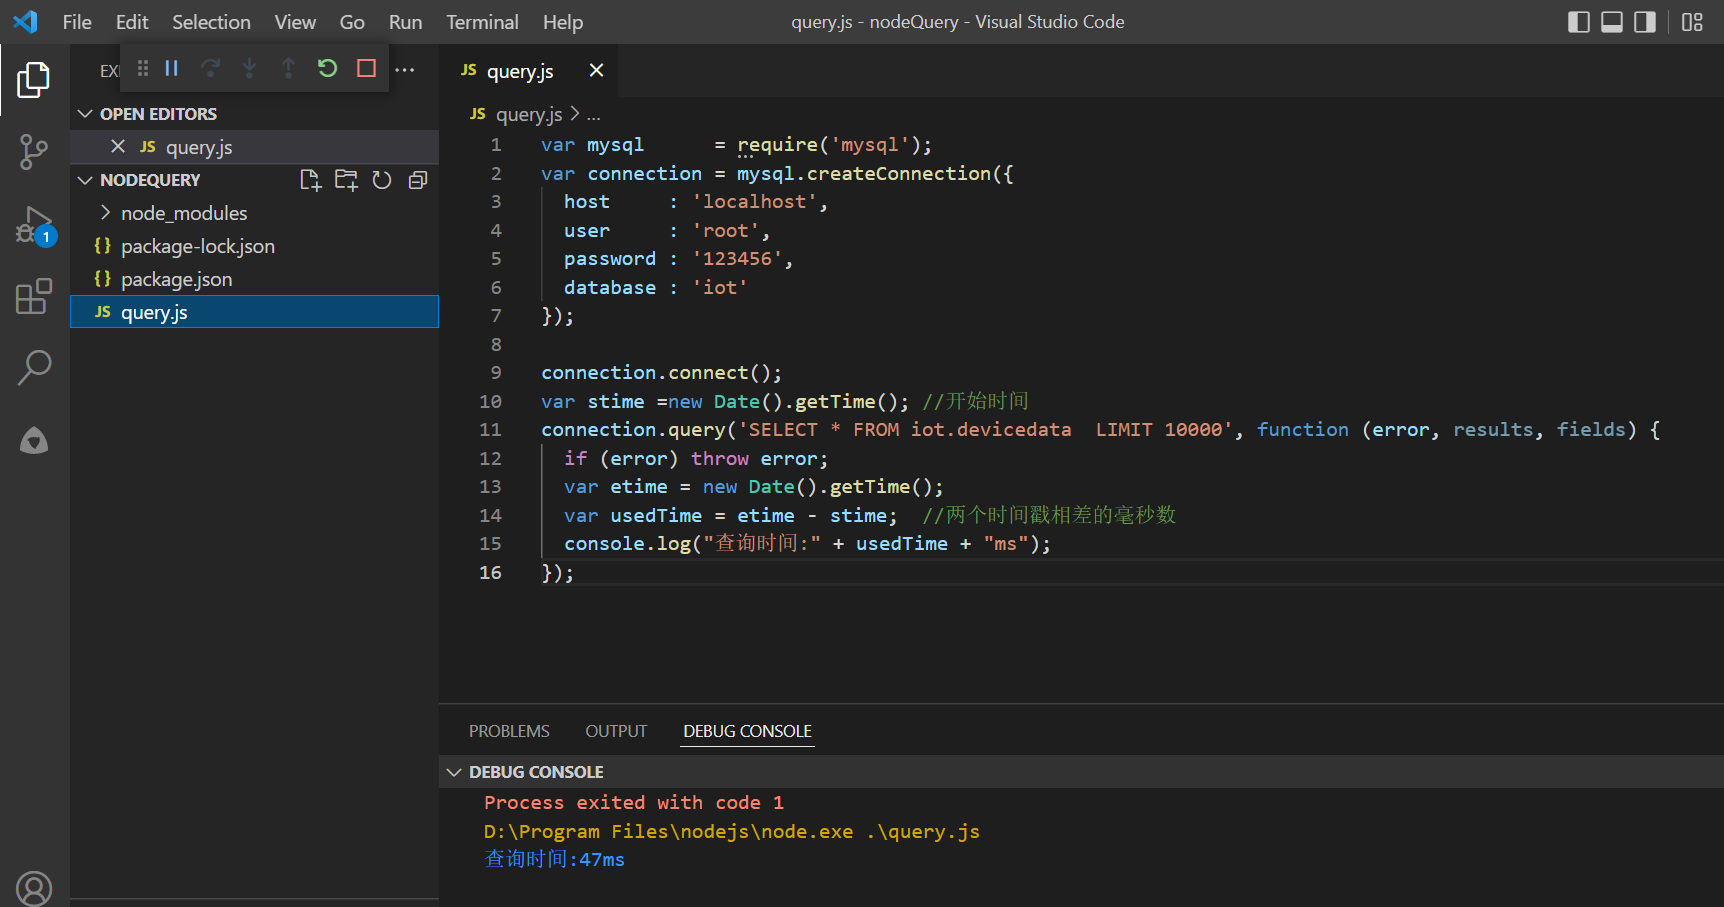 File Edit Selection View Go Run Terminal Help query.js - nodeQuery - Visual Studio Code
EX
OPEN EDITORS
JS query.js
NODEQUERY
node_modules
{} package-lock.json
{} package.json
JS query.js
1
JS query.js
JS query.js > ...
1 var mysql      = require('mysql');
2 var connection = mysql.createConnection({
3   host     : 'localhost',
4   user     : 'root',
5   password : '123456',
6   database : 'iot'
7 });
8
9 connection.connect();
10 var stime =new Date().getTime(); //开始时间
11 connection.query('SELECT * FROM iot.devicedata  LIMIT 10000', function (error, results, fields) {
12   if (error) throw error;
13   var etime = new Date().getTime();
14   var usedTime = etime - stime;  //两个时间戳相差的毫秒数
15   console.log("查询时间:" + usedTime + "ms");
16 });
PROBLEMS OUTPUT DEBUG CONSOLE
DEBUG CONSOLE
Process exited with code 1
D:\Program Files\nodejs\node.exe .\query.js
查询时间:47ms